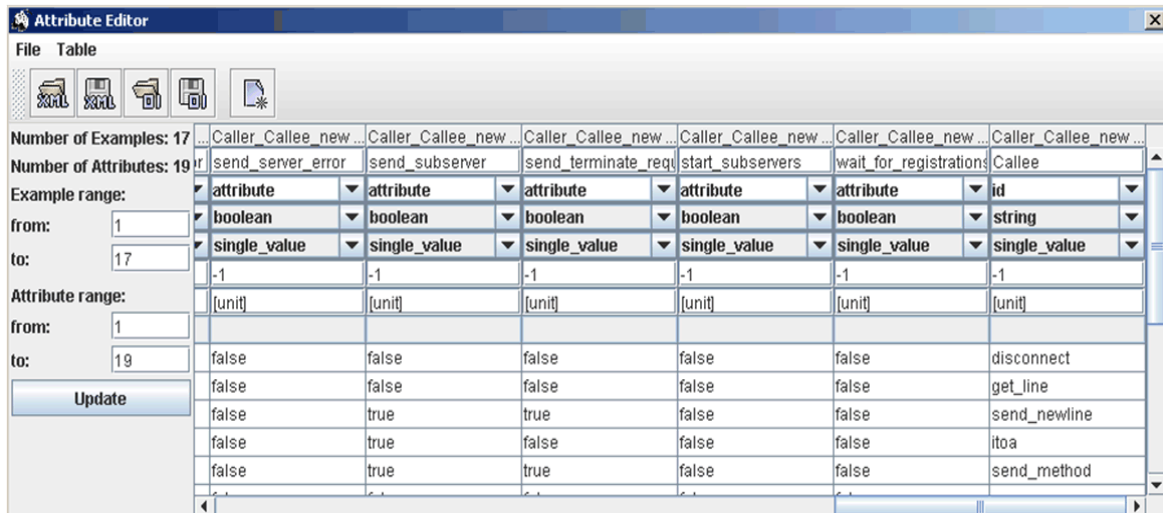 Attribute Editor
File Table
XML XML
Number of Examples: 17 ... Caller_Callee_new ... Caller_Callee_new ... Caller_Callee_new ... Caller_Callee_new ... Caller_Callee_new ... Caller_Callee_new ...
Number of Attributes: 19 send_server_error send_subserver send_terminate_requ start_subservers wait_for_registrations Callee
Example range: attribute attribute attribute attribute attribute id
from: 1 boolean boolean boolean boolean boolean string
to: 17 single_value single_value single_value single_value single_value single_value
-1 -1 -1 -1 -1 -1
Attribute range: [unit] [unit] [unit] [unit] [unit] [unit]
from: 1
to: 19 false false false false false disconnect
Update false false false false false get_line
false true true false false send_newline
false true false false false itoa
false true true false false send_method